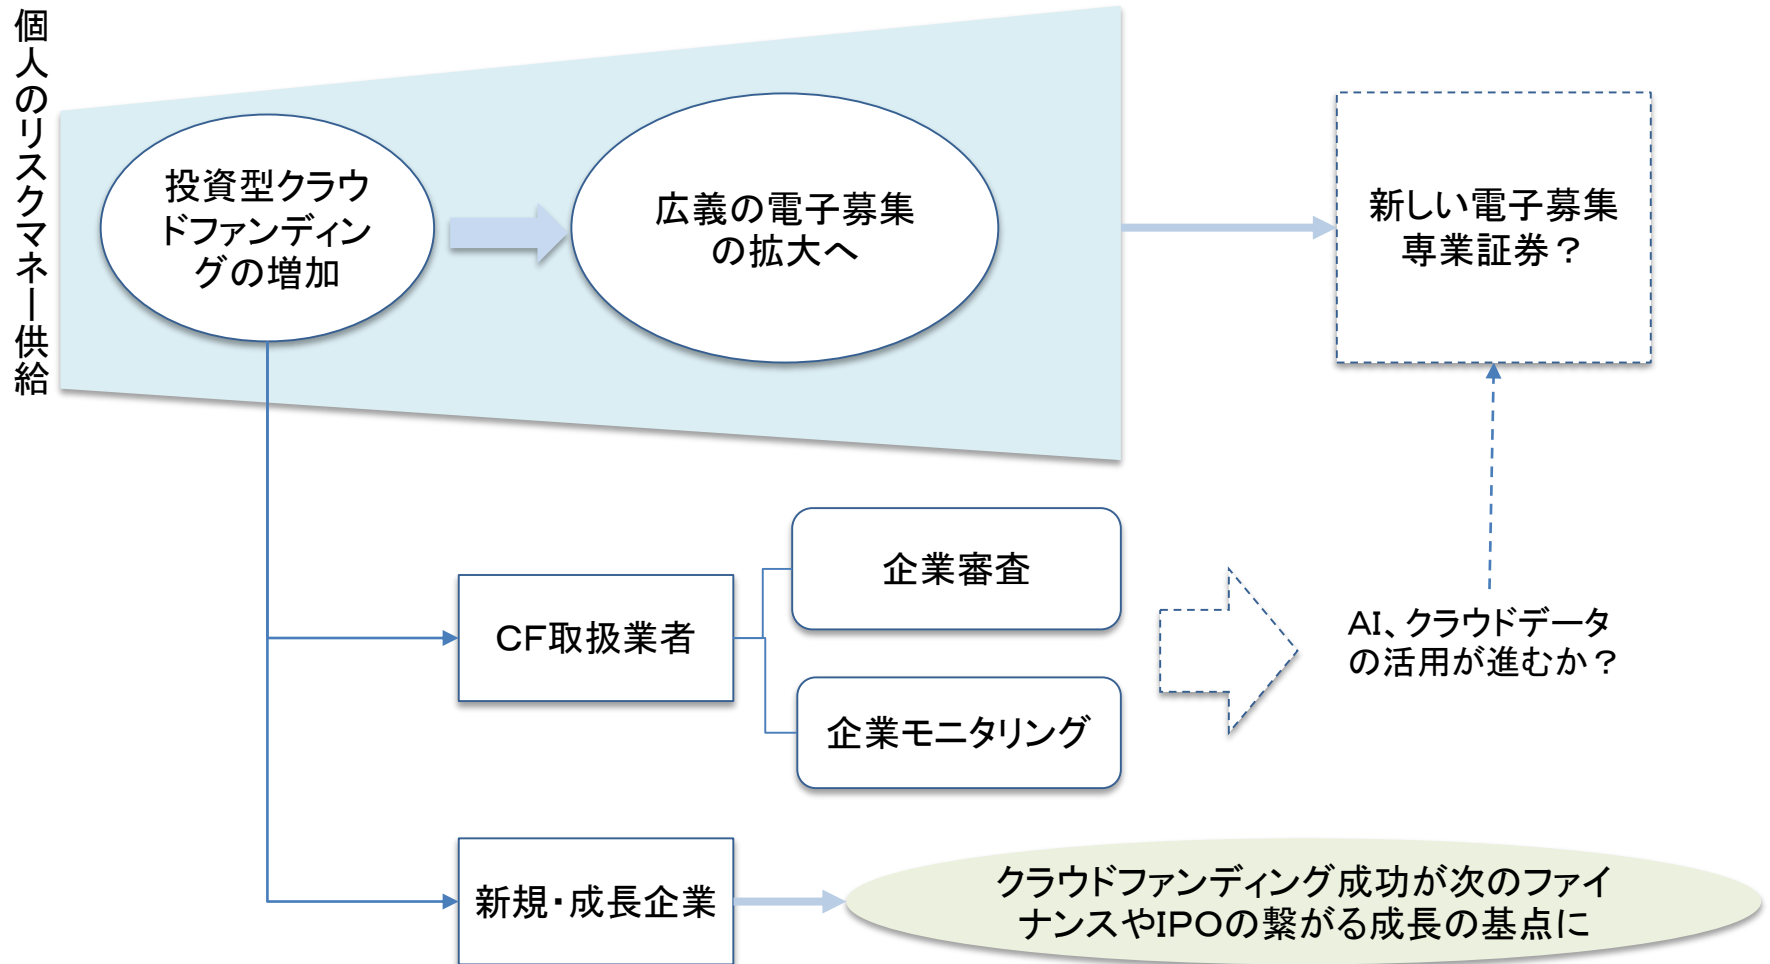 個人のリスクマネー供給
投資型クラウ
ドファンディン
グの増加
広義の電子募集
の拡大へ
新しい電子募集
専業証券？
企業審査
CF取扱業者
企業モニタリング
AI、クラウドデータ
の活用が進むか？
新規・成長企業
クラウドファンディング成功が次のファイ
ナンスやIPOの繋がる成長の基点に